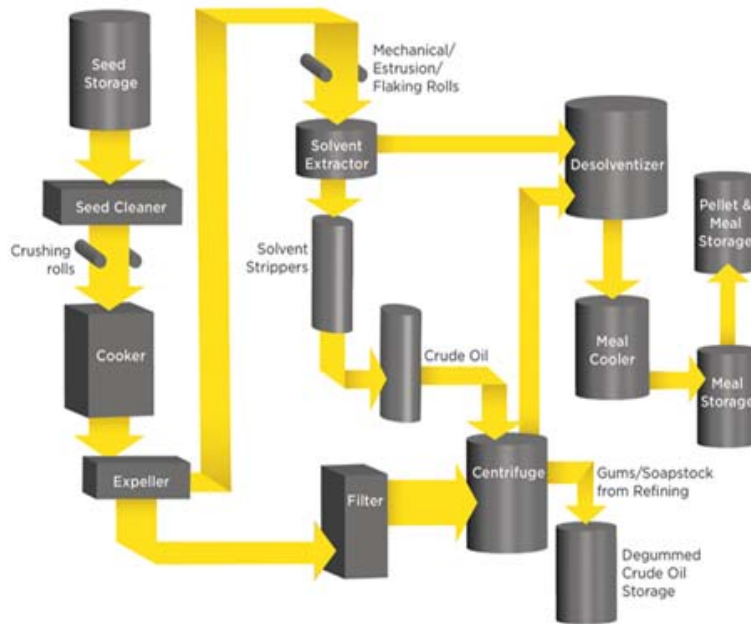 Seed
Storage
Mechanical/
Estrusion/
Flaking Rolls
Solvent
Extractor
Desolventizer
Seed Cleaner
Pellet &
Meal
Storage
Crushing
rolls
Solvent
Strippers
Cooker
Crude Oil
Meal
Cooler
Meal
Storage
Expeller
Filter
Centrifuge
Gums/Soapstock
from Refining
Degummed
Crude Oil
Storage